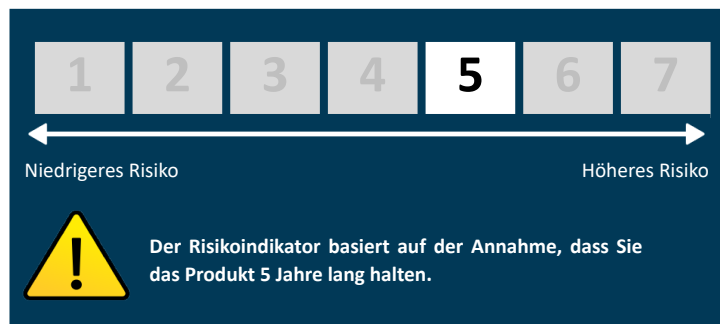 1 2 3 4 5 6 7
Niedrigeres Risiko Höheres Risiko
Der Risikoindikator basiert auf der Annahme, dass Sie
das Produkt 5 Jahre lang halten.